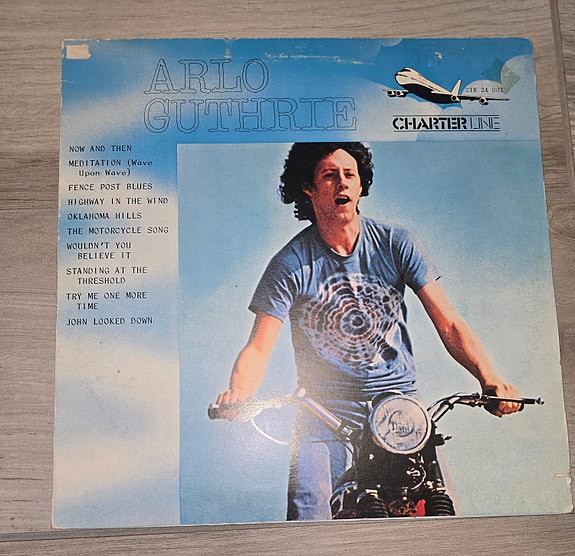 ARLO
GUTHRIE
CTR 24 003
CHARTER LINE
NOW AND THEN
MEDITATION (Wave
Upon Wave)
FENCE POST BLUES
HIGHWAY IN THE WIND
OKLAHOMA HILLS
THE MOTORCYCLE SONG
WOULDN'T YOU
BELIEVE IT
STANDING AT THE
THRESHOLD
TRY ME ONE MORE
TIME
JOHN LOOKED DOWN